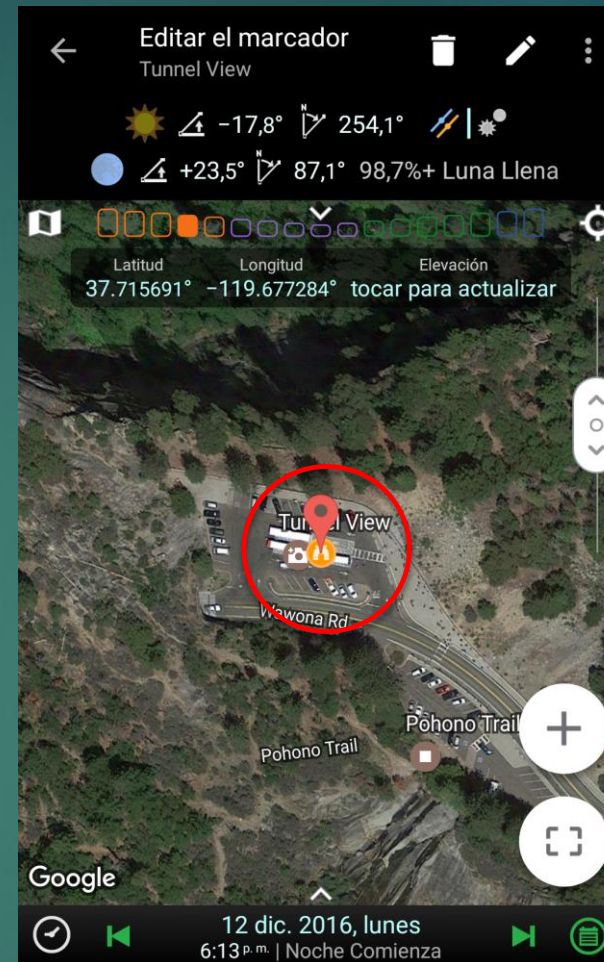 Editar el marcador
Tunnel View
−17,8° N 254,1°
+23,5° N 87,1° 98,7%+ Luna Llena
Latitud Longitud Elevación
37.715691° −119.677284° tocar para actualizar
Tunnel View
Wawona Rd
Pohono Trail
Pohono Trail
Google
12 dic. 2016, lunes
6:13 p. m. | Noche Comienza